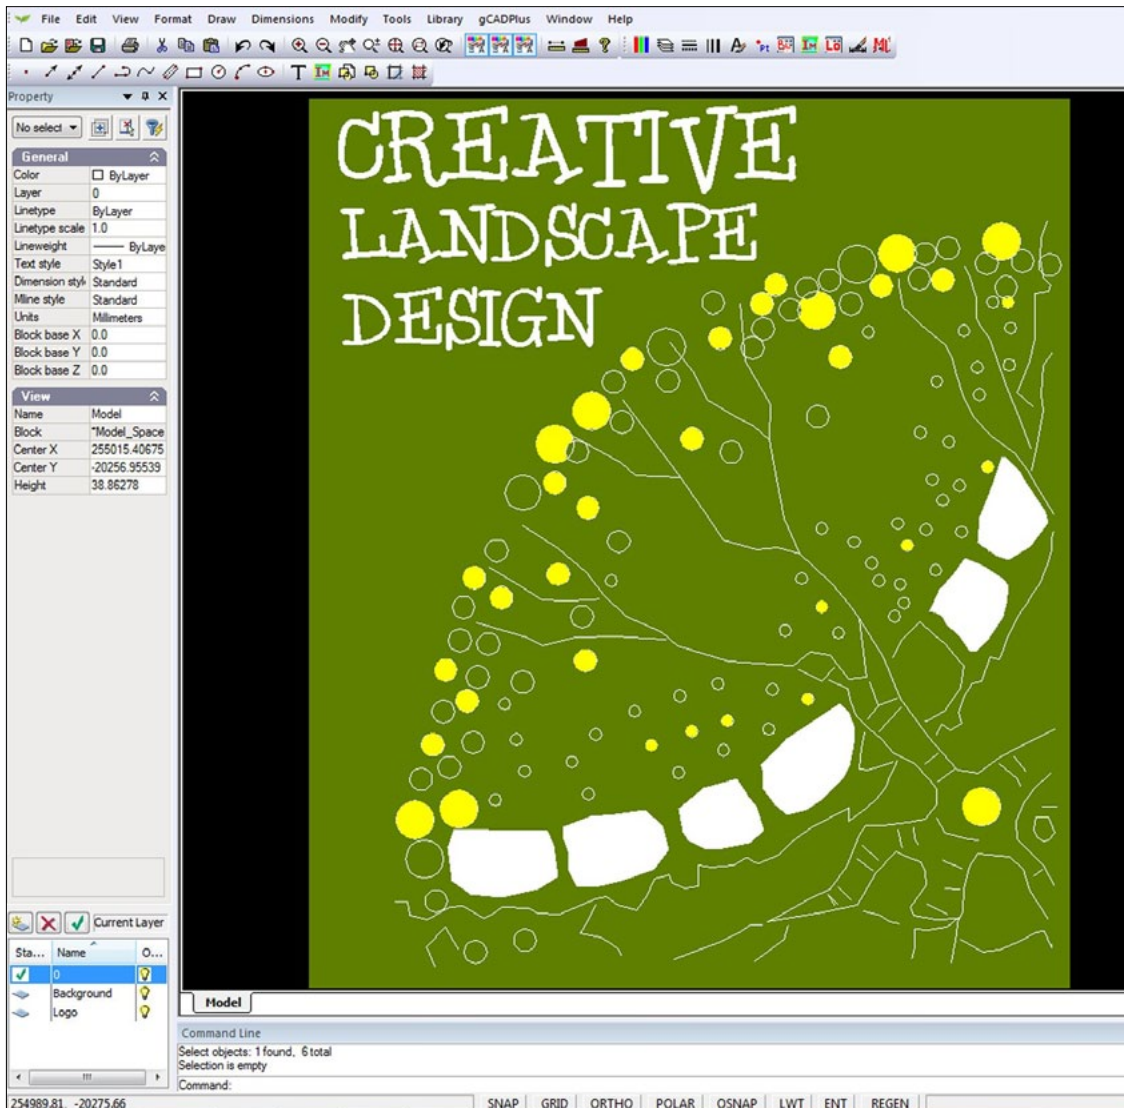 File Edit View Format Draw Dimensions Modify Tools Library gCADPlus Window Help
Property
No select
General
Color ByLayer
Layer 0
Linetype ByLayer
Linetype scale 1.0
Lineweight ByLaye
Text style Style1
Dimension styl Standard
Mline style Standard
Units Millimeters
Block base X 0.0
Block base Y 0.0
Block base Z 0.0
View
Name Model
Block *Model_Space
Center X 255015.40675
Center Y -20256.95539
Height 38.86278
CREATIVE
LANDSCAPE
DESIGN
Current Layer
Sta... Name O...
0
Background
Logo
Model
Command Line
Select objects: 1 found, 6 total
Selection is empty
Command:
254989.81, -20275.66 SNAP GRID ORTHO POLAR OSNAP LWT ENT REGEN